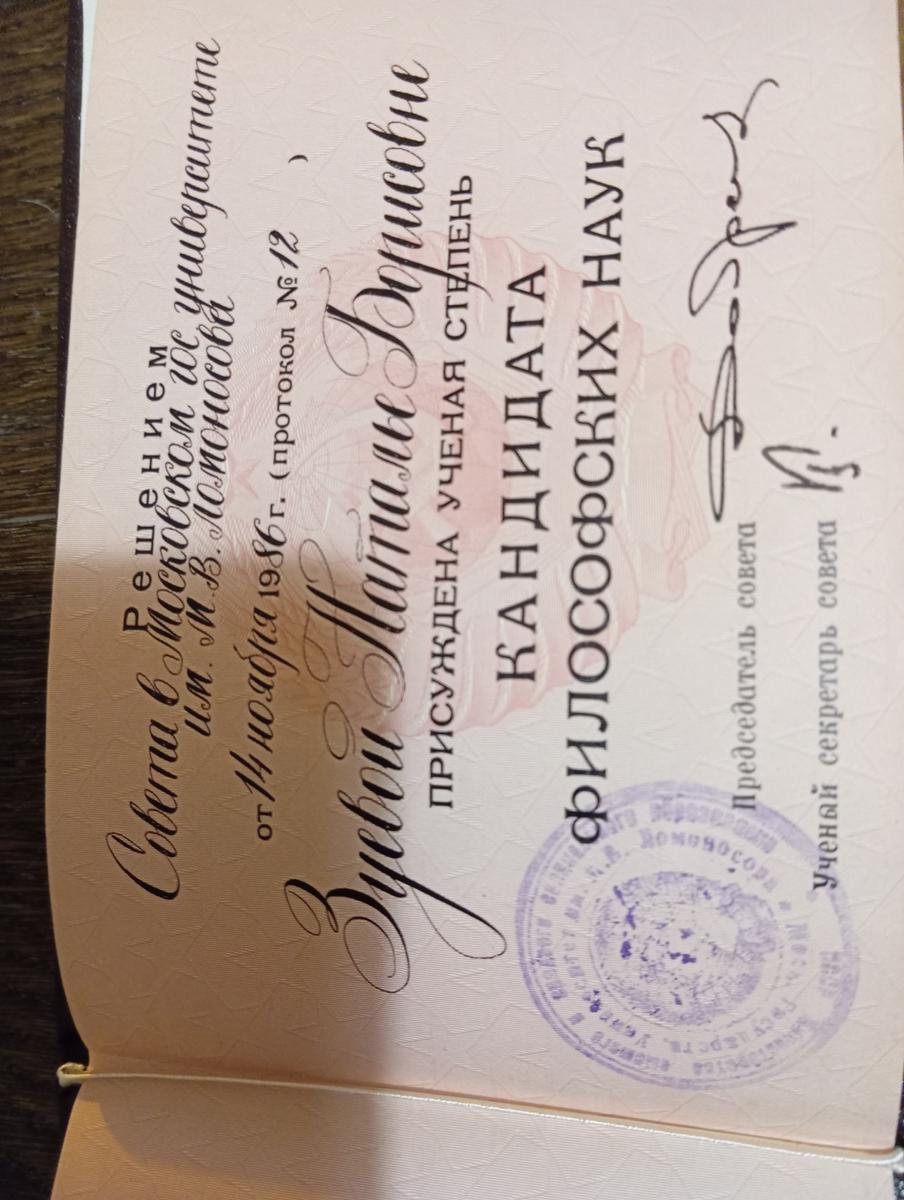 Решением
Совета в Московском гос университете
им. М.В. Ломоносова
от 14 ноября 1986 г. (протокол № 12 )
Зуевой Наталье Борисовне
ПРИСУЖДЕНА УЧЕНАЯ СТЕПЕНЬ
КАНДИДАТА
ФИЛОСОФСКИХ НАУК
Председатель совета
Ученый секретарь совета